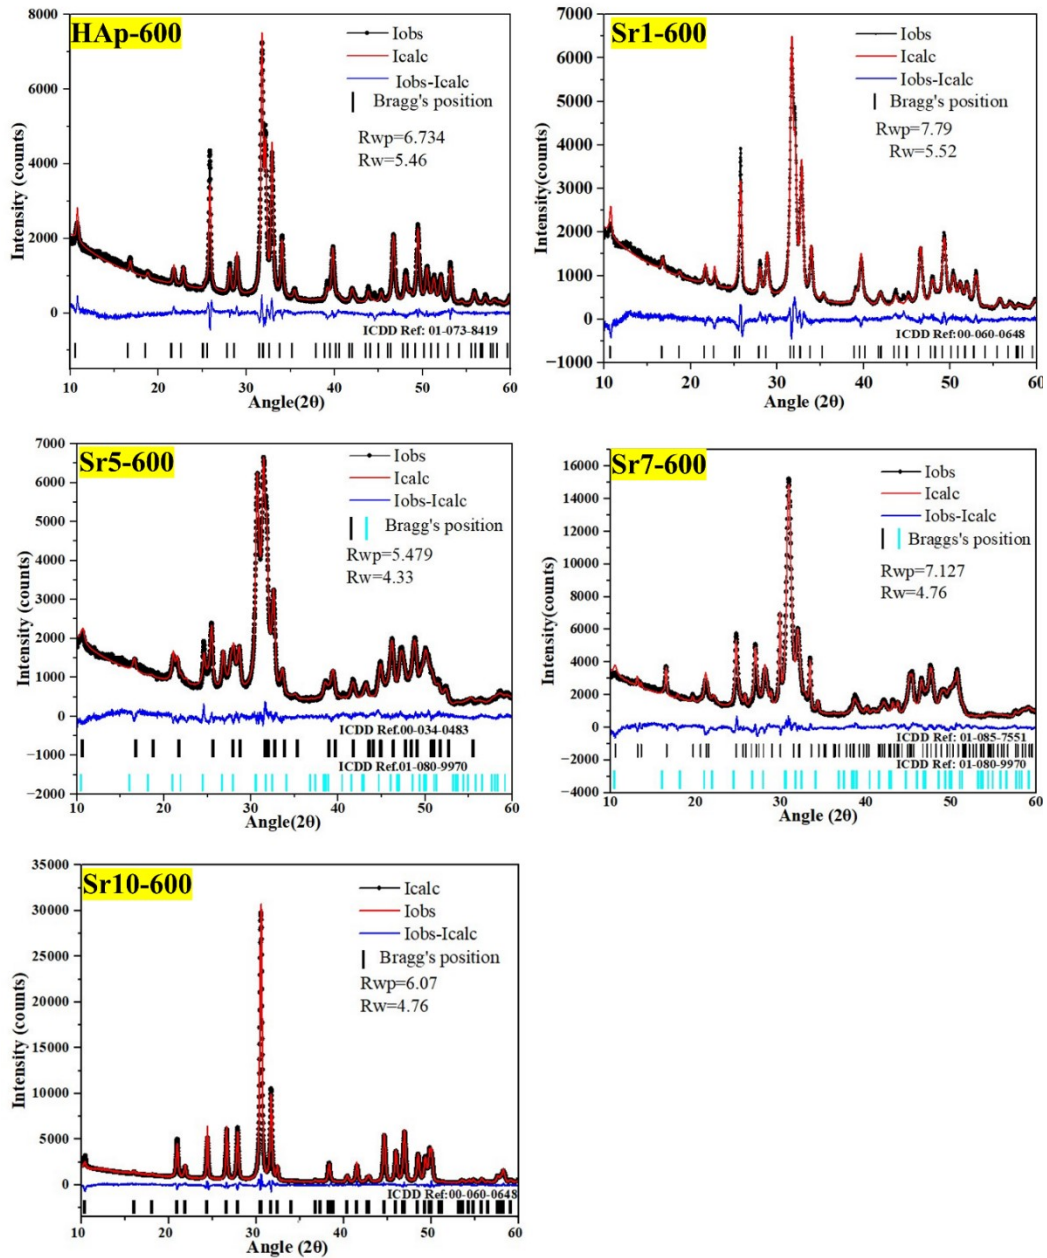 HAp-600
8000
6000
4000
2000
0
Intensity (counts)
Iobs
Icalc
Iobs-Icalc
Bragg's position
Rwp=6.734
Rw=5.46
ICDD Ref: 01-073-8419
10 20 30 40 50 60
Angle(2θ)
Sr1-600
7000
6000
5000
4000
3000
2000
1000
0
−1000
Intensity (counts)
Iobs
Icalc
Iobs-Icalc
Bragg's position
Rwp=7.79
Rw=5.52
ICDD Ref:00-060-0648
10 20 30 40 50 60
Angle (2θ)
Sr5-600
7000
6000
5000
4000
3000
2000
1000
0
−1000
−2000
Intensity (counts)
Iobs
Icalc
Iobs-Icalc
Bragg's position
Rwp=5.479
Rw=4.33
ICDD Ref.00-034-0483
ICDD Ref.01-080-9970
10 20 30 40 50 60
Angle(2θ)
Sr7-600
16000
14000
12000
10000
8000
6000
4000
2000
0
−2000
−4000
Intensity(counts)
Iobs
Icalc
Iobs-Icalc
Braggs's position
Rwp=7.127
Rw=4.76
ICDD Ref: 01-085-7551
ICDD Ref: 01-080-9970
10 20 30 40 50 60
Angle (2θ)
Sr10-600
35000
30000
25000
20000
15000
10000
5000
0
Intensity (counts)
Icalc
Iobs
Iobs-Icalc
Bragg's position
Rwp=6.07
Rw=4.76
ICDD Ref:00-060-0648
10 20 30 40 50 60
Angle (2θ)